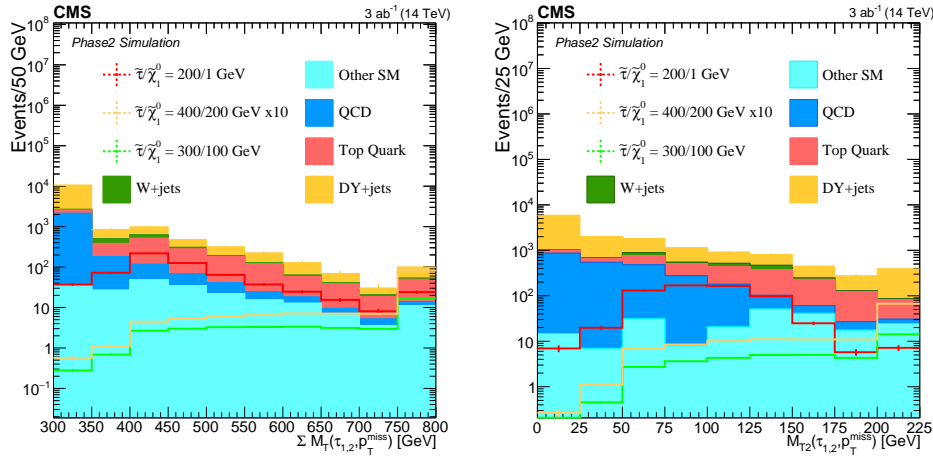 CMS 3 ab⁻¹ (14 TeV)
Phase2 Simulation
τ̃/χ̃₁⁰ = 200/1 GeV
τ̃/χ̃₁⁰ = 400/200 GeV x10
τ̃/χ̃₁⁰ = 300/100 GeV
W+jets
Other SM
QCD
Top Quark
DY+jets
Events/50 GeV
10⁸
10⁷
10⁶
10⁵
10⁴
10³
10²
10
1
10⁻¹
300 350 400 450 500 550 600 650 700 750 800
Σ M_T(τ₁,₂,p_T^miss) [GeV]
CMS 3 ab⁻¹ (14 TeV)
Phase2 Simulation
τ̃/χ̃₁⁰ = 200/1 GeV
τ̃/χ̃₁⁰ = 400/200 GeV x10
τ̃/χ̃₁⁰ = 300/100 GeV
W+jets
Other SM
QCD
Top Quark
DY+jets
Events/25 GeV
10⁸
10⁷
10⁶
10⁵
10⁴
10³
10²
10
1
0 25 50 75 100 125 150 175 200 225
M_T2(τ₁,₂,p_T^miss) [GeV]